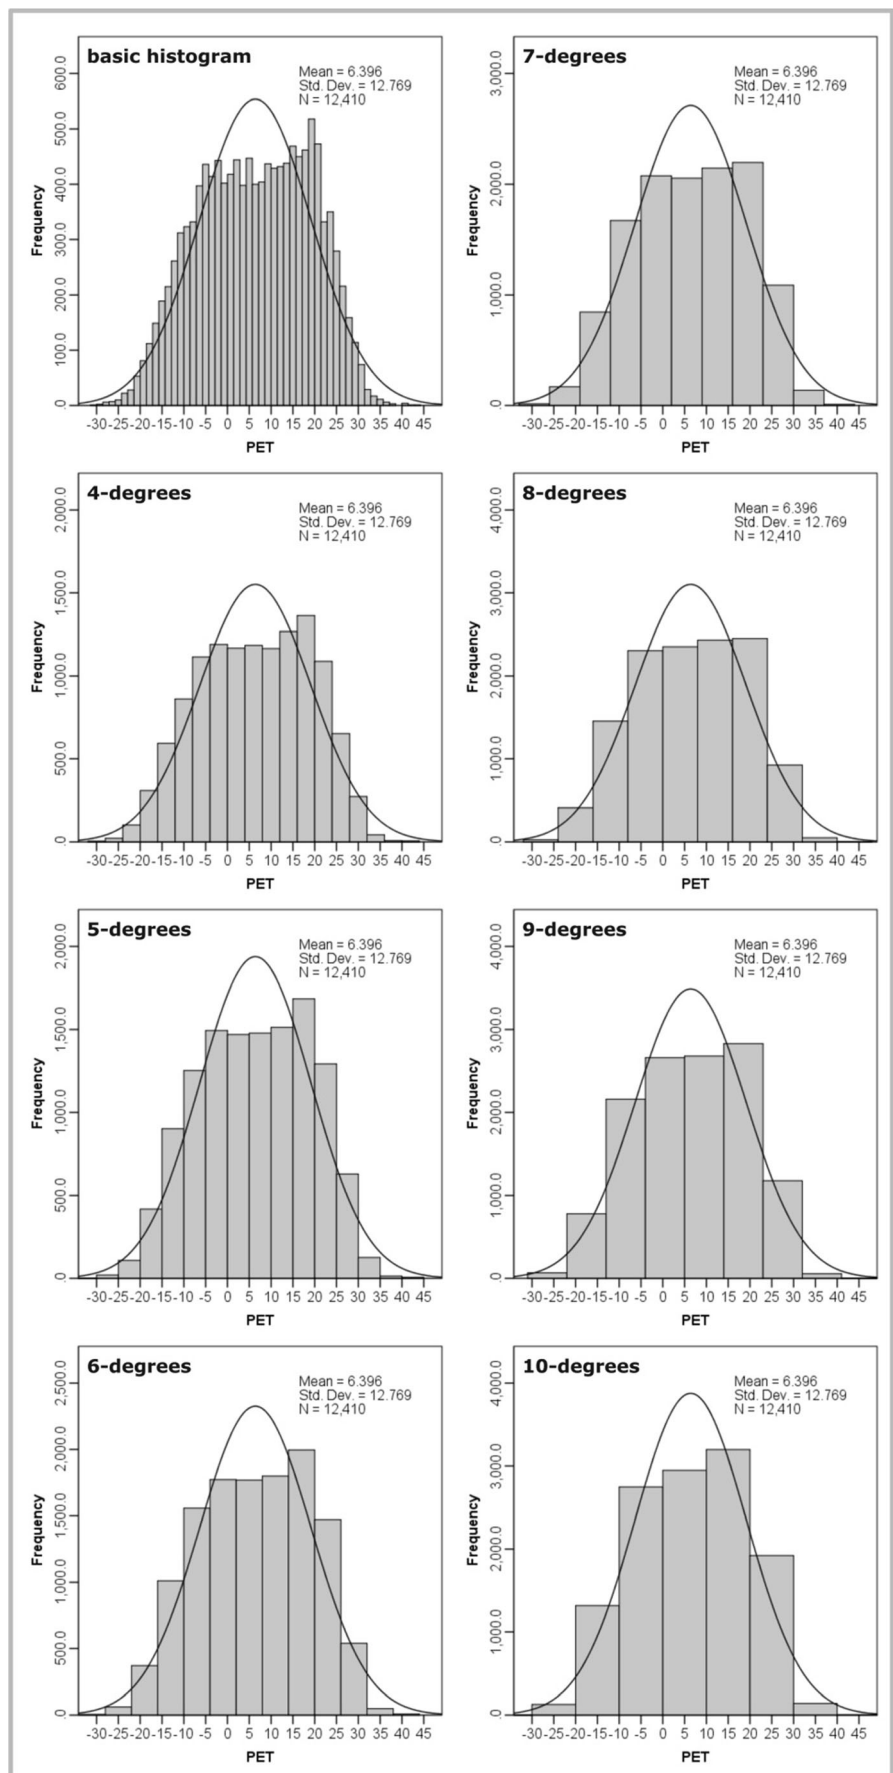 basic histogram
Mean = 6.396
Std. Dev. = 12.769
N = 12,410
600.0
500.0
400.0
300.0
200.0
100.0
.0
Frequency
-30 -25 -20 -15 -10 -5 0 5 10 15 20 25 30 35 40 45
PET
7-degrees
Mean = 6.396
Std. Dev. = 12.769
N = 12,410
3,000.0
2,000.0
1,000.0
.0
Frequency
-30 -25 -20 -15 -10 -5 0 5 10 15 20 25 30 35 40 45
PET
4-degrees
Mean = 6.396
Std. Dev. = 12.769
N = 12,410
2,000.0
1,500.0
1,000.0
500.0
.0
Frequency
-30 -25 -20 -15 -10 -5 0 5 10 15 20 25 30 35 40 45
PET
8-degrees
Mean = 6.396
Std. Dev. = 12.769
N = 12,410
4,000.0
3,000.0
2,000.0
1,000.0
.0
Frequency
-30 -25 -20 -15 -10 -5 0 5 10 15 20 25 30 35 40 45
PET
5-degrees
Mean = 6.396
Std. Dev. = 12.769
N = 12,410
2,000.0
1,500.0
1,000.0
500.0
.0
Frequency
-30 -25 -20 -15 -10 -5 0 5 10 15 20 25 30 35 40 45
PET
9-degrees
Mean = 6.396
Std. Dev. = 12.769
N = 12,410
4,000.0
3,000.0
2,000.0
1,000.0
.0
Frequency
-30 -25 -20 -15 -10 -5 0 5 10 15 20 25 30 35 40 45
PET
6-degrees
Mean = 6.396
Std. Dev. = 12.769
N = 12,410
2,500.0
2,000.0
1,500.0
1,000.0
500.0
.0
Frequency
-30 -25 -20 -15 -10 -5 0 5 10 15 20 25 30 35 40 45
PET
10-degrees
Mean = 6.396
Std. Dev. = 12.769
N = 12,410
4,000.0
3,000.0
2,000.0
1,000.0
.0
Frequency
-30 -25 -20 -15 -10 -5 0 5 10 15 20 25 30 35 40 45
PET